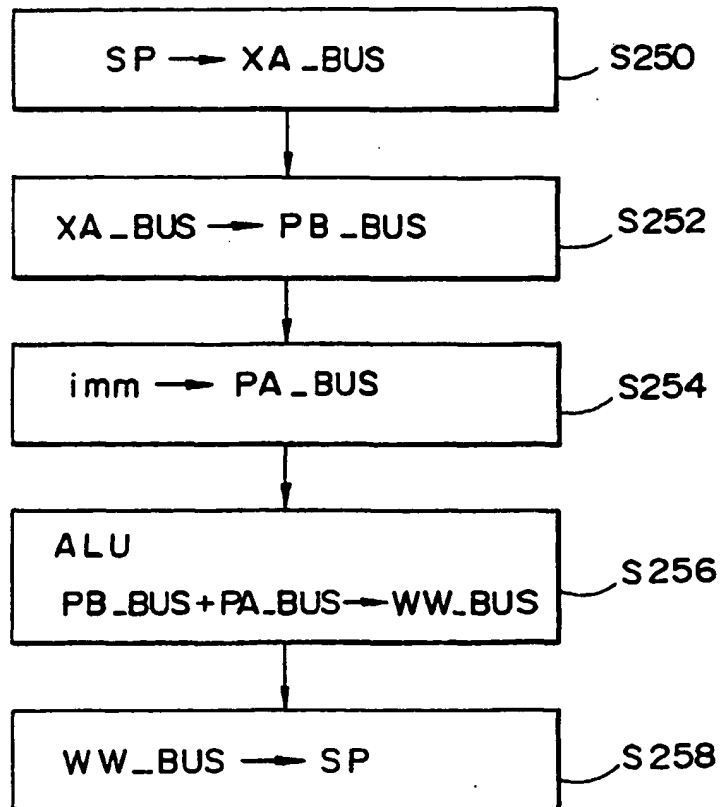 SP → XA_BUS
S250
XA_BUS → PB_BUS
S252
imm → PA_BUS
S254
ALU
PB_BUS+PA_BUS→WW_BUS
S256
WW_BUS → SP
S258